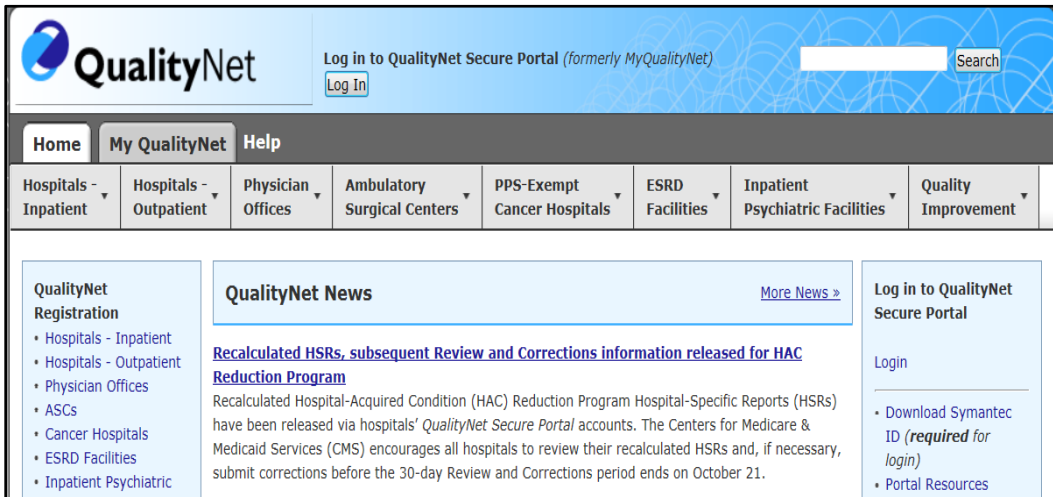 QualityNet
Log in to QualityNet Secure Portal (formerly MyQualityNet)
Log In
Search
Home
My QualityNet
Help
Hospitals -
Inpatient
Hospitals -
Outpatient
Physician
Offices
Ambulatory
Surgical Centers
PPS-Exempt
Cancer Hospitals
ESRD
Facilities
Inpatient
Psychiatric Facilities
Quality
Improvement
QualityNet
Registration
• Hospitals - Inpatient
• Hospitals - Outpatient
• Physician Offices
• ASCs
• Cancer Hospitals
• ESRD Facilities
• Inpatient Psychiatric
QualityNet News
More News »
Recalculated HSRs, subsequent Review and Corrections information released for HAC
Reduction Program
Recalculated Hospital-Acquired Condition (HAC) Reduction Program Hospital-Specific Reports (HSRs)
have been released via hospitals' QualityNet Secure Portal accounts. The Centers for Medicare &
Medicaid Services (CMS) encourages all hospitals to review their recalculated HSRs and, if necessary,
submit corrections before the 30-day Review and Corrections period ends on October 21.
Log in to QualityNet
Secure Portal
Login
• Download Symantec
ID (required for
login)
• Portal Resources